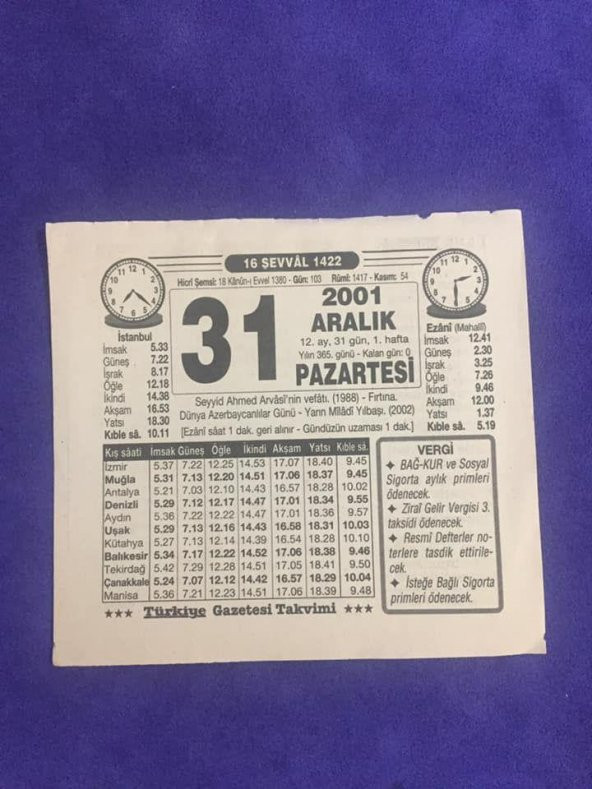 16 ŞEVVÂL 1422
Hicrî Şemsî: 18 Kânûn-ı Evvel 1380 - Gün: 103 Rûmî: 1417 - Kasım: 54
31
2001
ARALIK
12. ay, 31 gün, 1. hafta
Yılın 365. günü - Kalan gün: 0
PAZARTESİ
İstanbul
İmsak 5.33
Güneş 7.22
İşrak 8.17
Öğle 12.18
İkindi 14.38
Akşam 16.53
Yatsı 18.30
Kıble sâ. 10.11
Ezânî (Mahallî)
İmsak 12.41
Güneş 2.30
İşrak 3.25
Öğle 7.26
İkindi 9.46
Akşam 12.00
Yatsı 1.37
Kıble sâ. 5.19
Seyyid Ahmed Arvâsî'nin vefâtı. (1988) - Fırtına.
Dünya Azerbaycanlılar Günü - Yarın Mîlâdî Yılbaşı. (2002)
[Ezânî sâat 1 dak. geri alınır - Gündüzün uzaması 1 dak.]
Kış sâati İmsak Güneş Öğle İkindi Akşam Yatsı Kıble sâ.
İzmir 5.37 7.22 12.25 14.53 17.07 18.40 9.45
Muğla 5.31 7.13 12.20 14.51 17.06 18.37 9.45
Antalya 5.21 7.03 12.10 14.43 16.57 18.28 10.02
Denizli 5.29 7.12 12.17 14.47 17.01 18.34 9.55
Aydın 5.36 7.22 12.22 14.47 17.01 18.36 9.57
Uşak 5.29 7.13 12.16 14.43 16.58 18.31 10.03
Kütahya 5.27 7.13 12.14 14.39 16.54 18.28 10.10
Balıkesir 5.34 7.17 12.22 14.52 17.06 18.38 9.46
Tekirdağ 5.42 7.29 12.28 14.51 17.05 18.41 9.50
Çanakkale 5.24 7.07 12.12 14.42 16.57 18.29 10.04
Manisa 5.36 7.21 12.23 14.51 17.06 18.39 9.48
VERGİ
✦ BAĞ-KUR ve Sosyal
Sigorta aylık primleri
ödenecek.
✦ Ziraî Gelir Vergisi 3.
taksidi ödenecek.
✦ Resmî Defterler no-
terlere tasdik ettirile-
cek.
✦ İsteğe Bağlı Sigorta
primleri ödenecek.
★★★ Türkiye Gazetesi Takvimi ★★★